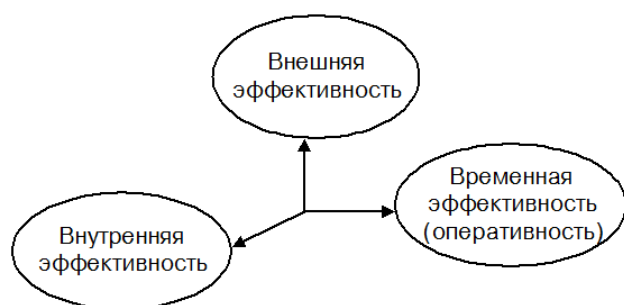 Внешняя
эффективность
Временная
эффективность
(оперативность)
Внутренняя
эффективность